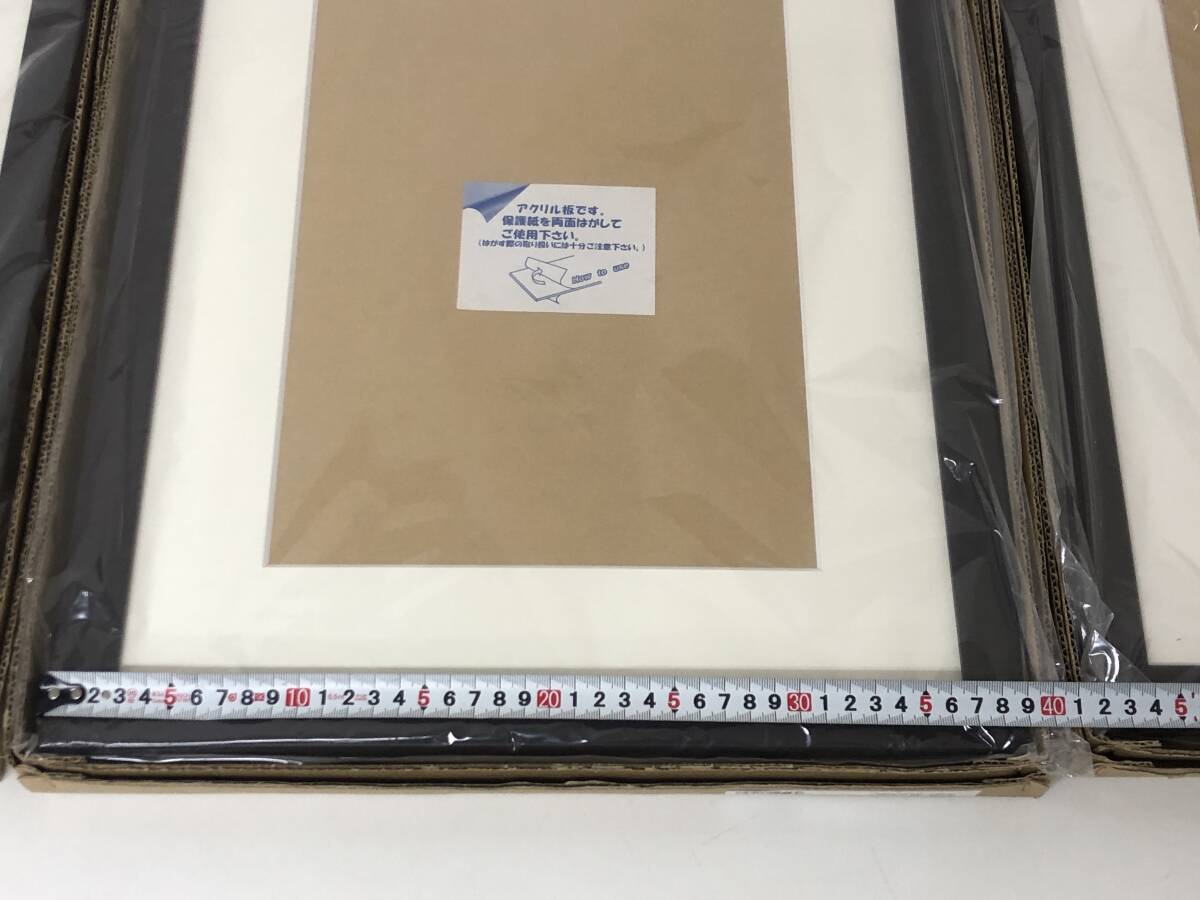 アクリル板です。
保護紙を両面はがして
ご使用下さい。
(はがす際の取り扱いには十分ご注意下さい。)
How to use
2 3 4 5 6 7 8 9 10 1 2 3 4 5 6 7 8 9 20 1 2 3 4 5 6 7 8 9 30 1 2 3 4 5 6 7 8 9 40 1 2 3 4 5